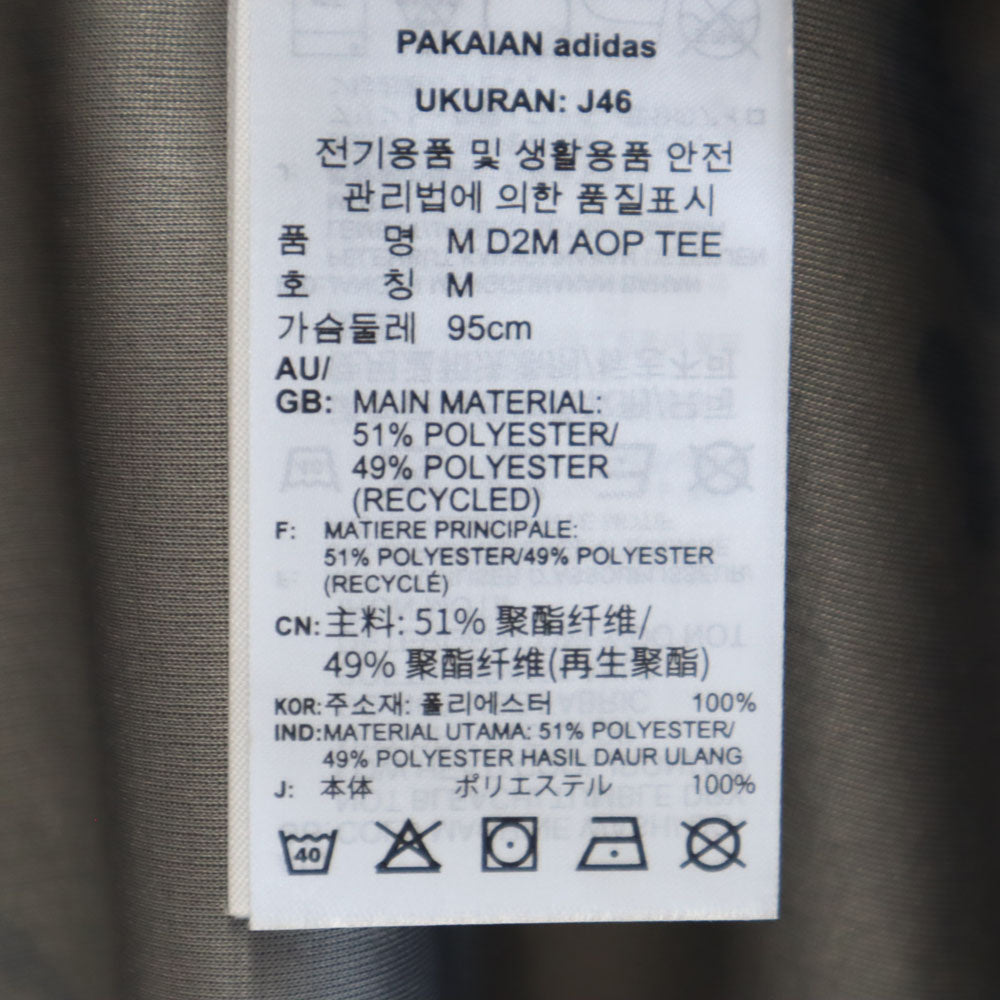 PAKAIAN adidas
UKURAN: J46
전기용품 및 생활용품 안전
관리법에 의한 품질표시
품 명 M D2M AOP TEE
호 칭 M
가슴둘레 95cm
AU/
GB: MAIN MATERIAL:
51% POLYESTER/
49% POLYESTER
(RECYCLED)
F: MATIERE PRINCIPALE:
51% POLYESTER/49% POLYESTER
(RECYCLÉ)
CN: 主料: 51% 聚酯纤维/
49% 聚酯纤维(再生聚酯)
KOR: 주소재: 폴리에스터 100%
IND: MATERIAL UTAMA: 51% POLYESTER/
49% POLYESTER HASIL DAUR ULANG
J: 本体 ポリエステル 100%
40